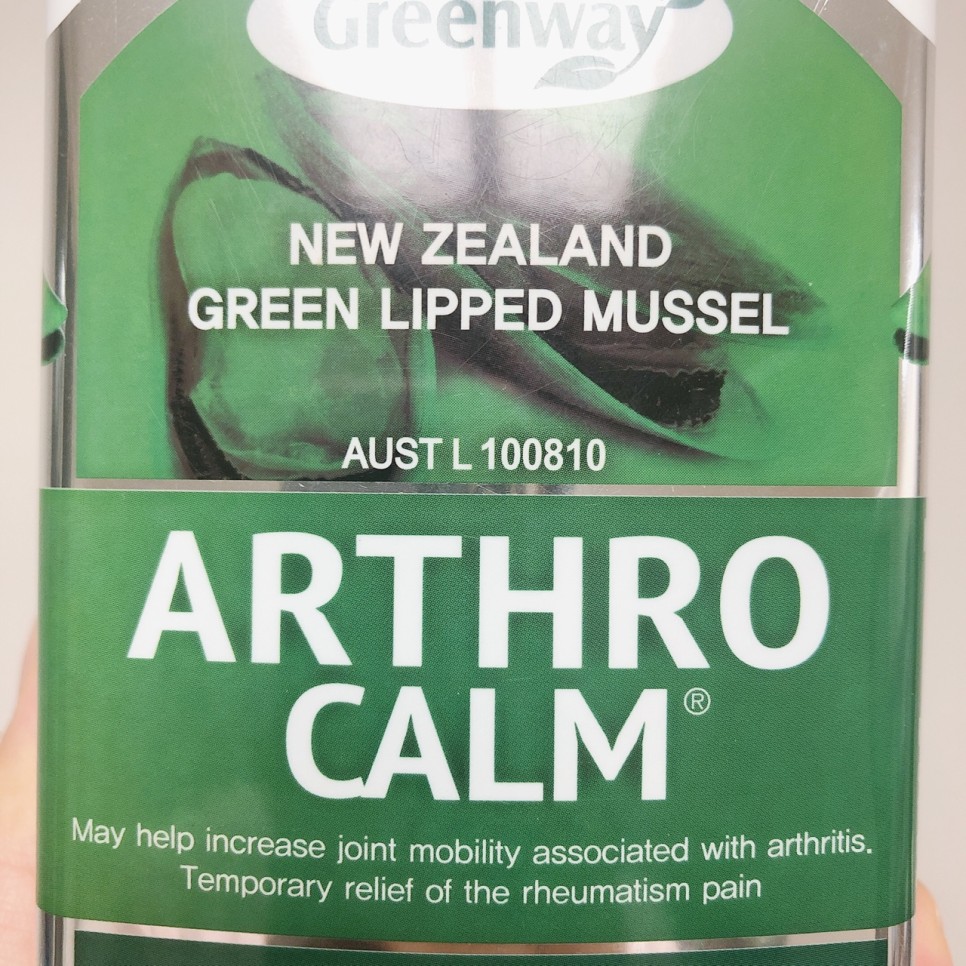 Greenway
NEW ZEALAND
GREEN LIPPED MUSSEL
AUST L 100810
ARTHRO
CALM®
May help increase joint mobility associated with arthritis.
Temporary relief of the rheumatism pain